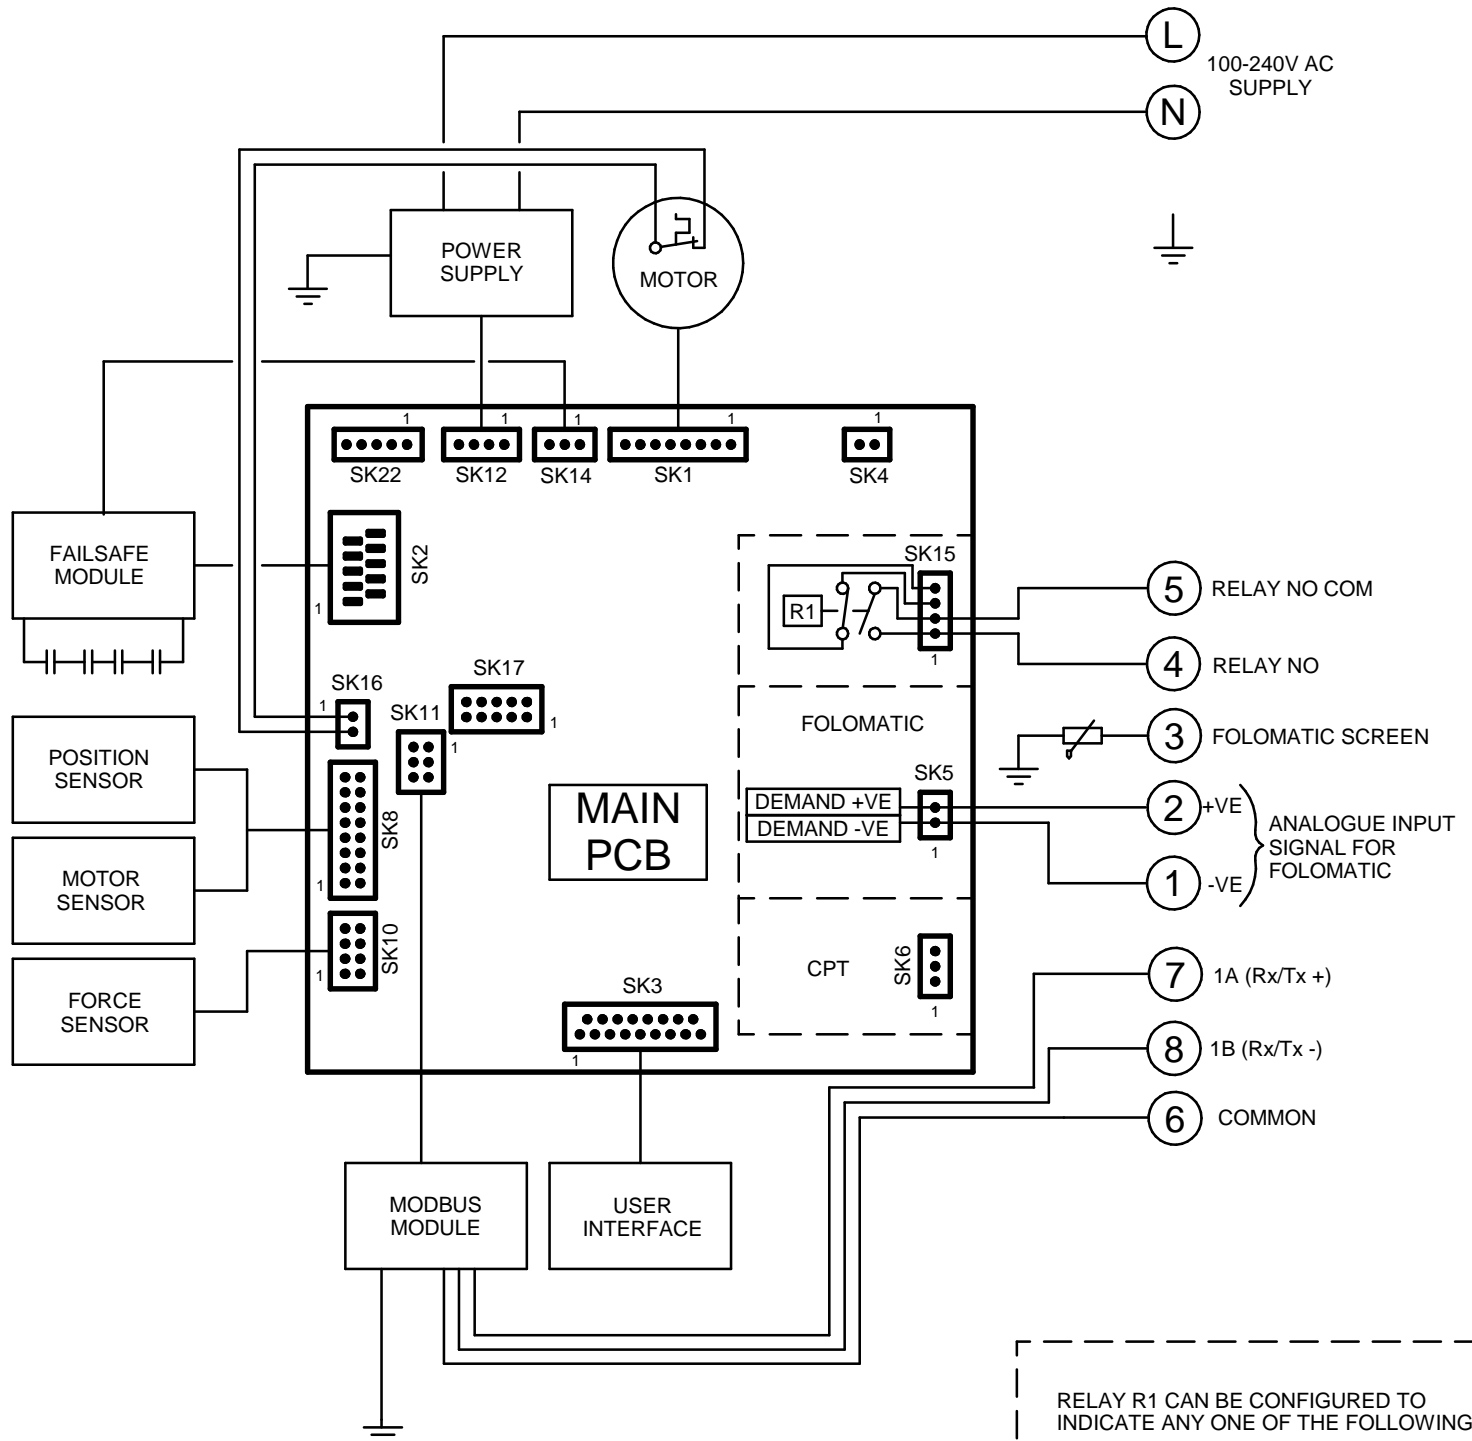 L
100-240V AC
SUPPLY
N
POWER
SUPPLY
MOTOR
1
1
1
1
1
SK22
SK12
SK14
SK1
SK4
FAILSAFE
MODULE
SK2
1
SK15
R1
1
5 RELAY NO COM
4 RELAY NO
SK16
1
SK17
1
SK11
1
FOLOMATIC
3 FOLOMATIC SCREEN
POSITION
SENSOR
SK5
DEMAND +VE
DEMAND -VE
1
2 +VE
1 -VE
ANALOGUE INPUT
SIGNAL FOR
FOLOMATIC
MAIN
PCB
SK8
1
MOTOR
SENSOR
SK10
1
FORCE
SENSOR
CPT
SK6
1
SK3
1
7 1A (Rx/Tx +)
8 1B (Rx/Tx -)
6 COMMON
MODBUS
MODULE
USER
INTERFACE
RELAY R1 CAN BE CONFIGURED TO
INDICATE ANY ONE OF THE FOLLOWING